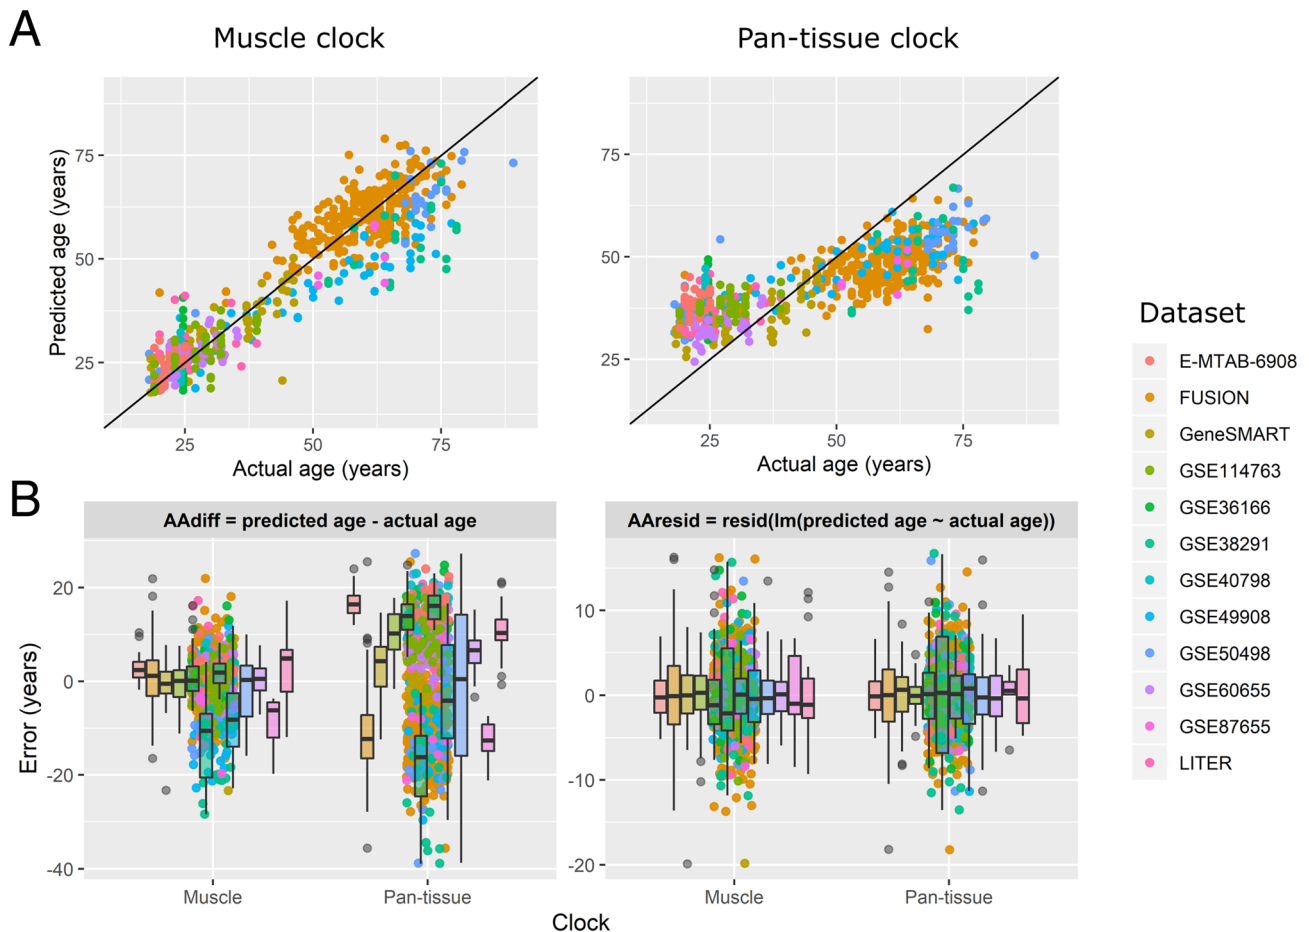 A
Muscle clock
Pan-tissue clock
Predicted age (years)
75
50
25
25
50
75
Actual age (years)
75
50
25
25
50
75
Actual age (years)
B
AAdiff = predicted age - actual age
AAresid = resid(lm(predicted age ~ actual age))
Error (years)
20
0
-20
-40
Muscle
Pan-tissue
10
0
-10
-20
Muscle
Pan-tissue
Clock
Dataset
E-MTAB-6908
FUSION
GeneSMART
GSE114763
GSE36166
GSE38291
GSE40798
GSE49908
GSE50498
GSE60655
GSE87655
LITER